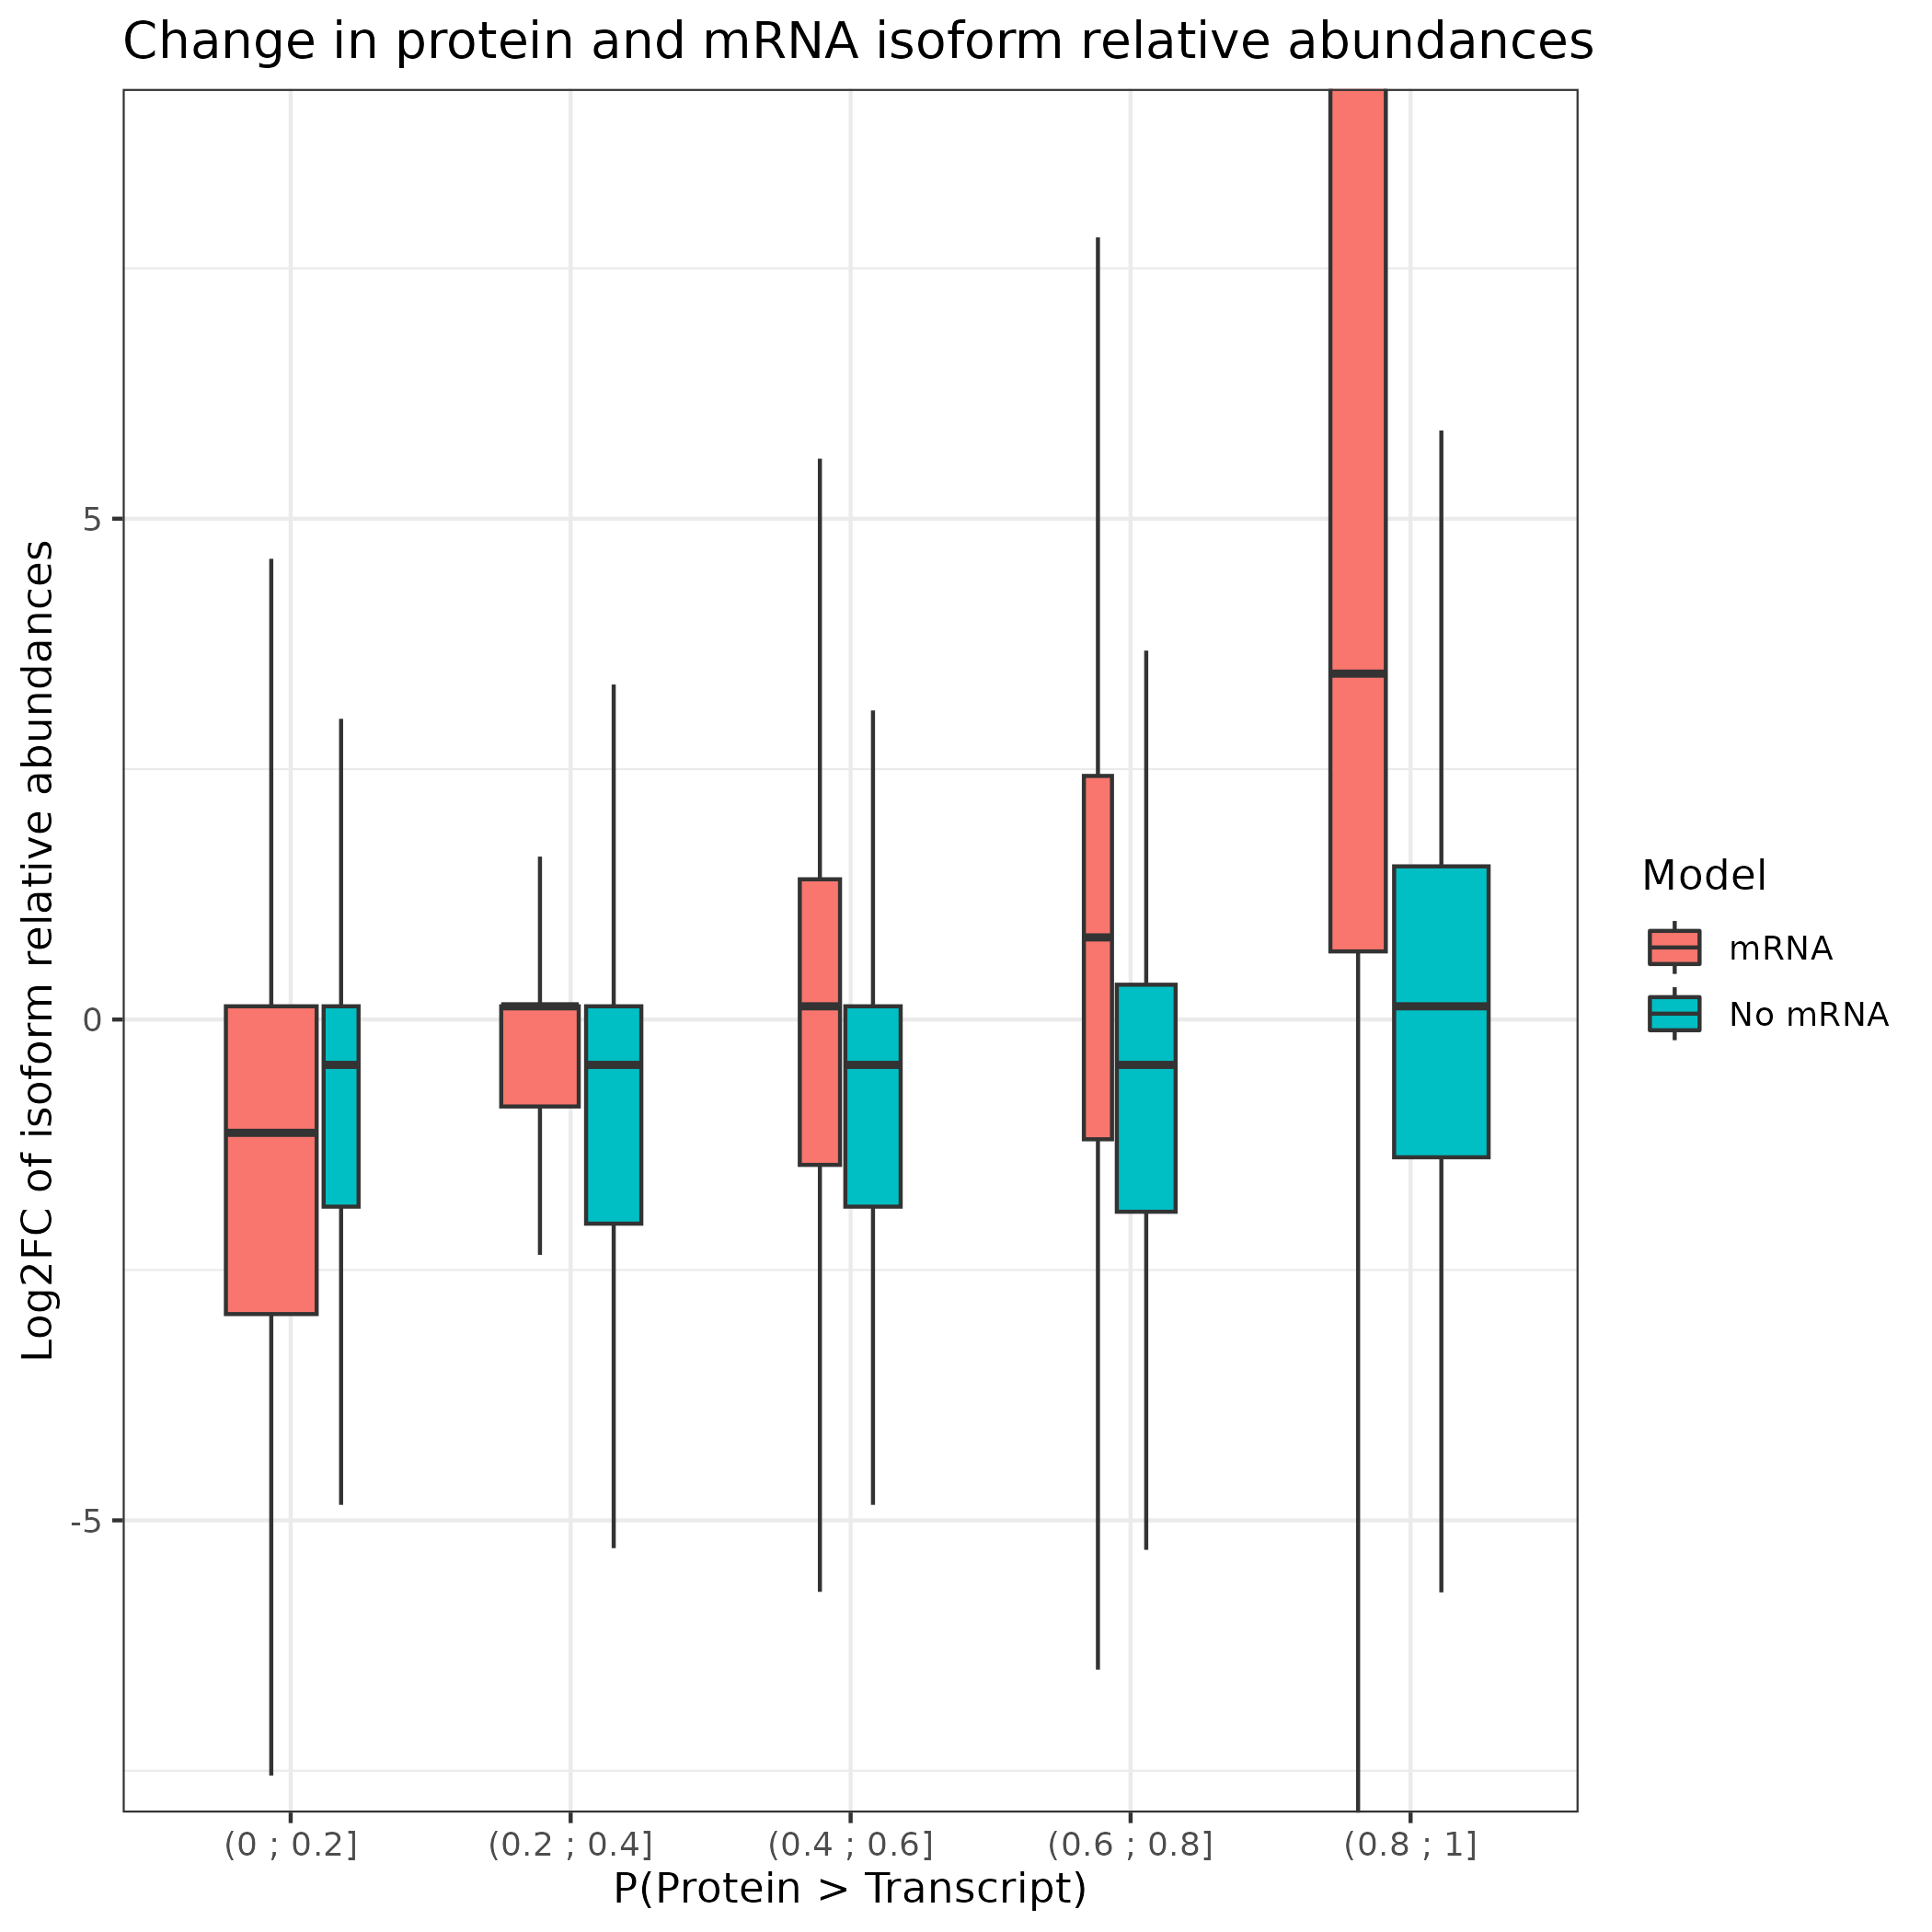 Change in protein and mRNA isoform relative abundances
Log2FC of isoform relative abundances
5
0
-5
(0 ; 0.2]
(0.2 ; 0.4]
(0.4 ; 0.6]
(0.6 ; 0.8]
(0.8 ; 1]
P(Protein > Transcript)
Model
mRNA
No mRNA